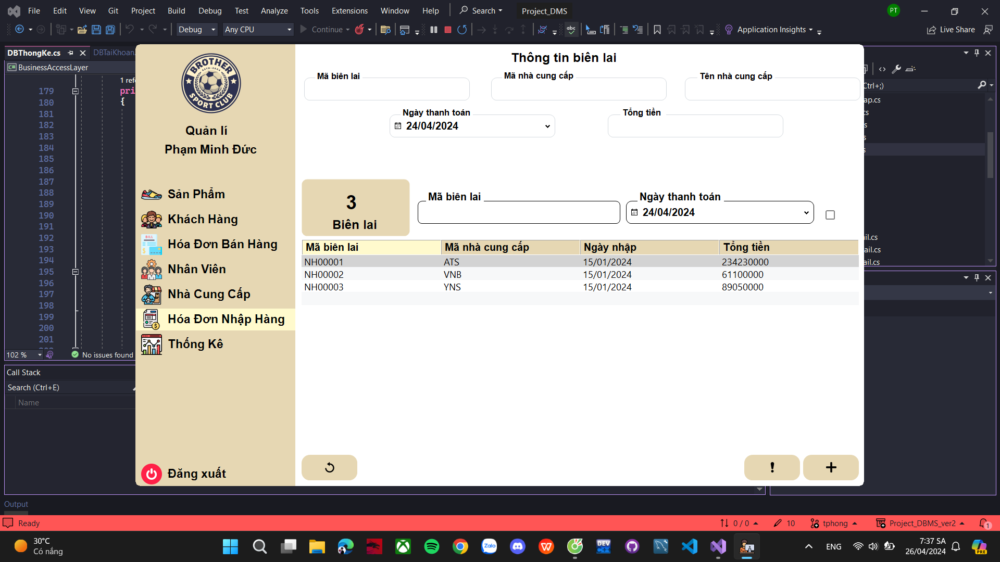 File Edit View Git Project Build Debug Test Analyze Tools Extensions Window Help Search Project_DMS PT
Debug Any CPU Continue abc Application Insights Live Share
DBThongKe.cs DBTaiKhoan.
BusinessAccessLayer
1 refe
179 pri
180 {
181
182
183
184
185
186
187
188
189
190
191
192
193
194
195
196
197
198
199
200
201
102 % No issues found
Call Stack
Search (Ctrl+E)
Name
Output
BROTHER
ESTD-2024
SPORT CLUB
Quản lí
Phạm Minh Đức
Sản Phẩm
Khách Hàng
BILL
Hóa Đơn Bán Hàng
Nhân Viên
Nhà Cung Cấp
Hóa Đơn Nhập Hàng
Thống Kê
Đăng xuất
Thông tin biên lai
Mã biên lai Mã nhà cung cấp Tên nhà cung cấp
Ngày thanh toán Tổng tiền
24/04/2024
3
Biên lai
Mã biên lai Ngày thanh toán
24/04/2024
Mã biên lai Mã nhà cung cấp Ngày nhập Tổng tiền
NH00001 ATS 15/01/2024 234230000
NH00002 VNB 15/01/2024 61100000
NH00003 YNS 15/01/2024 89050000
!
+
Ctrl+;)
ap.cs
cs
s
s
s
il.cs
ail.cs
ail.cs
Ready 0 / 0 10 tphong Project_DBMS_ver2 1
30°C
Có nắng
Zalo
DEV
C++
ENG
7:37 SA
26/04/2024
PRE